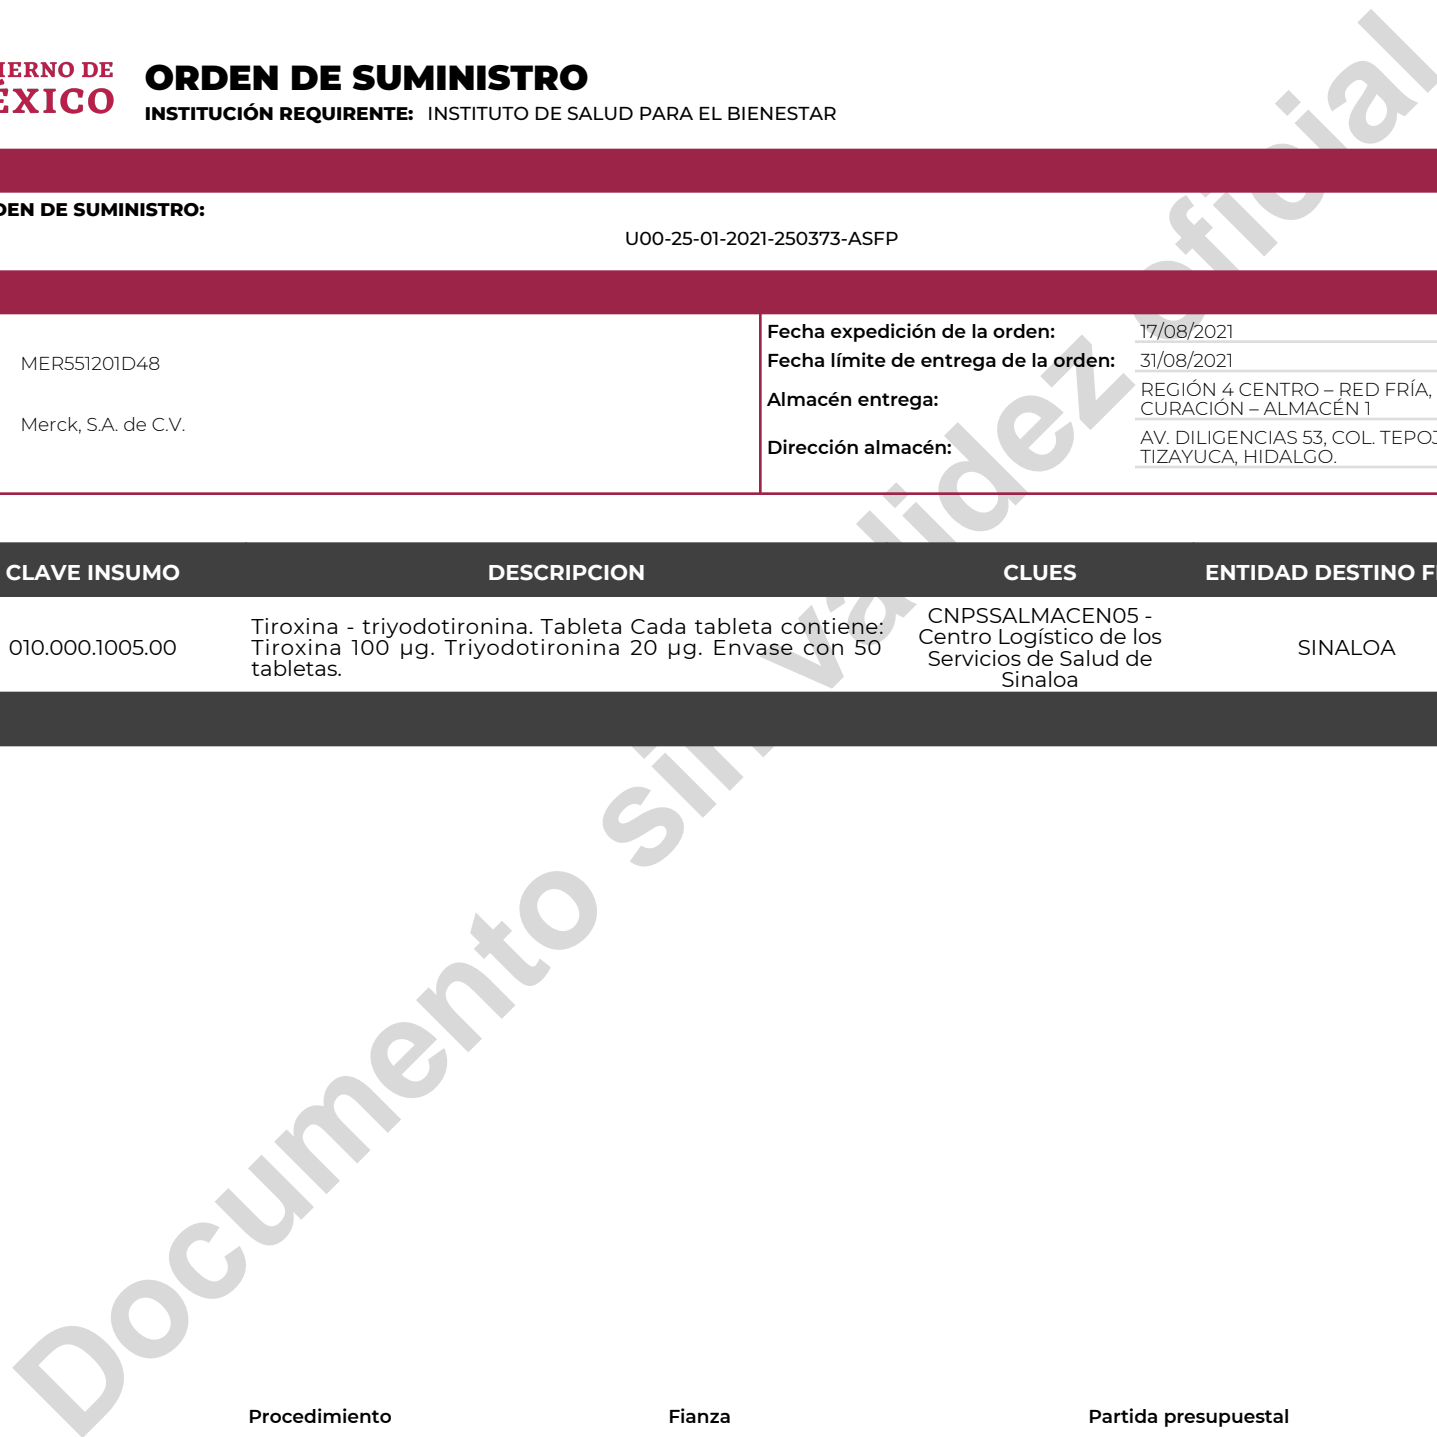 IERNO DE
ÉXICO
ORDEN DE SUMINISTRO
INSTITUCIÓN REQUIRENTE: INSTITUTO DE SALUD PARA EL BIENESTAR
DEN DE SUMINISTRO:
U00-25-01-2021-250373-ASFP
MER551201D48
Merck, S.A. de C.V.
Fecha expedición de la orden: 17/08/2021
Fecha límite de entrega de la orden: 31/08/2021
Almacén entrega: REGIÓN 4 CENTRO – RED FRÍA,
CURACIÓN – ALMACÉN 1
Dirección almacén: AV. DILIGENCIAS 53, COL. TEPOJ
TIZAYUCA, HIDALGO.
CLAVE INSUMO DESCRIPCION CLUES ENTIDAD DESTINO FI
010.000.1005.00
Tiroxina - triyodotironina. Tableta Cada tableta contiene:
Tiroxina 100 µg. Triyodotironina 20 µg. Envase con 50
tabletas.
CNPSSALMACEN05 -
Centro Logístico de los
Servicios de Salud de
Sinaloa
SINALOA
Documento sin validez oficial
Procedimiento Fianza Partida presupuestal